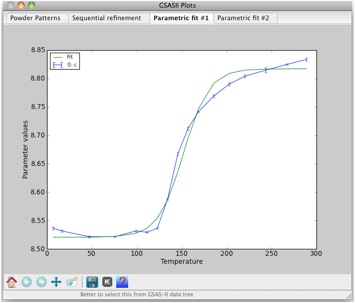 GSASII Plots
Powder Patterns Sequential refinement Parametric fit #1 Parametric fit #2
8.85
Fit
0::c
8.80
8.75
8.70
8.65
8.60
8.55
8.50
Parameter values
0 50 100 150 200 250 300
Temperature
K
?
Better to select this from GSAS-II data tree